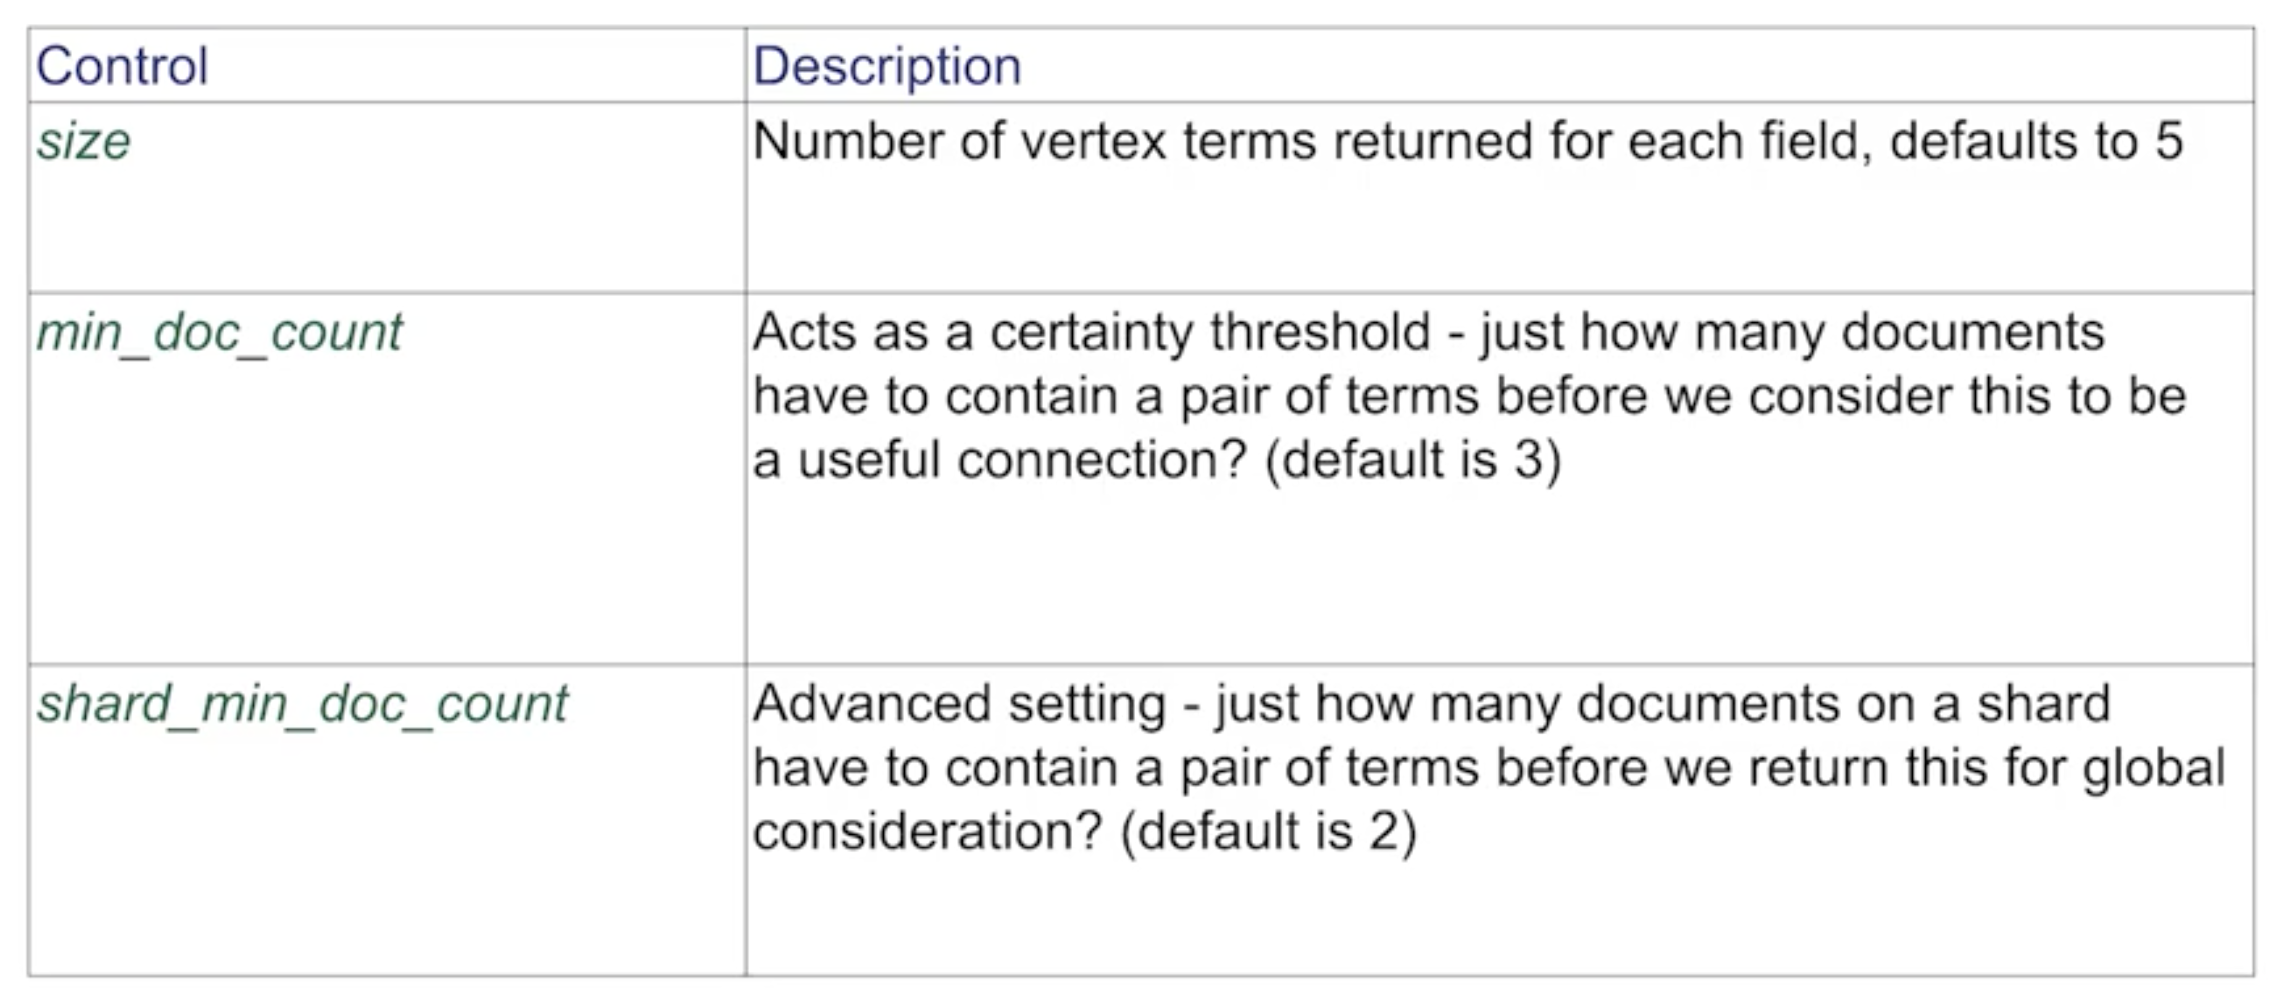 Control
Description
size
Number of vertex terms returned for each field, defaults to 5
min_doc_count
Acts as a certainty threshold - just how many documents
have to contain a pair of terms before we consider this to be
a useful connection? (default is 3)
shard_min_doc_count
Advanced setting - just how many documents on a shard
have to contain a pair of terms before we return this for global
consideration? (default is 2)